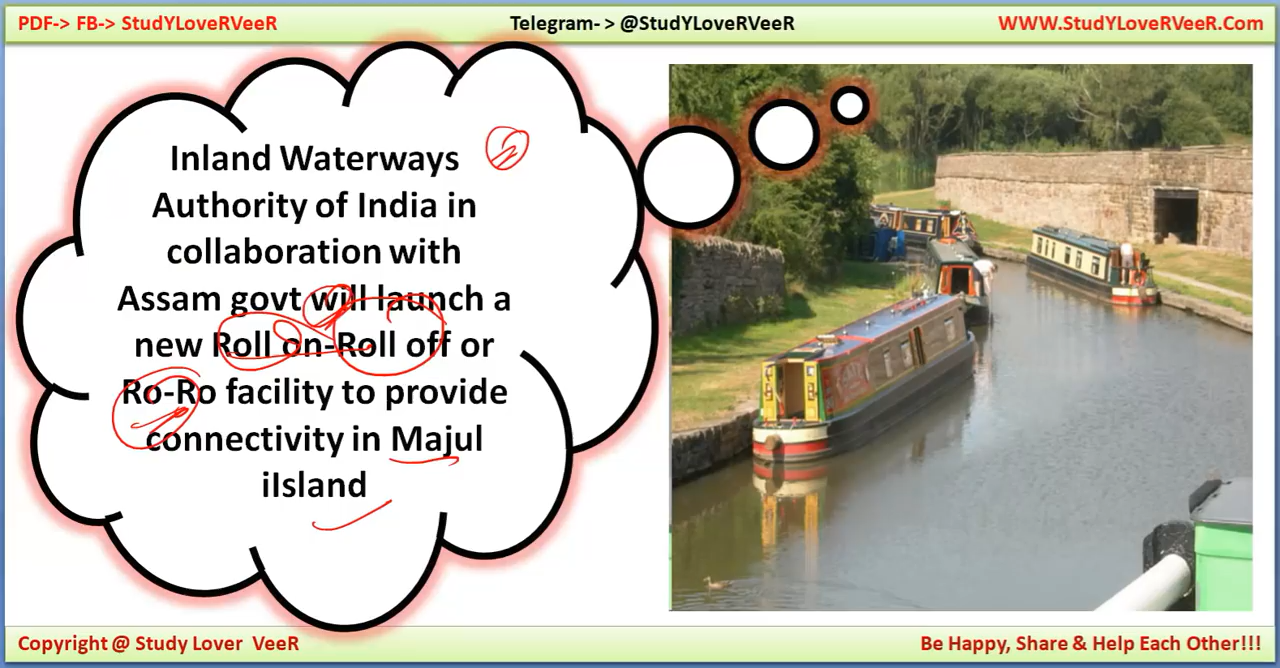 PDF-> FB-> StudYLoveRVeeR
Telegram- > @StudYLoveRVeeR
WWW.StudYLoveRVeeR.Com
Inland Waterways
Authority of India in
collaboration with
Assam govt will launch a
new Roll on-Roll off or
Ro-Ro facility to provide
connectivity in Majul
iIsland
Copyright @ Study Lover VeeR
Be Happy, Share & Help Each Other!!!